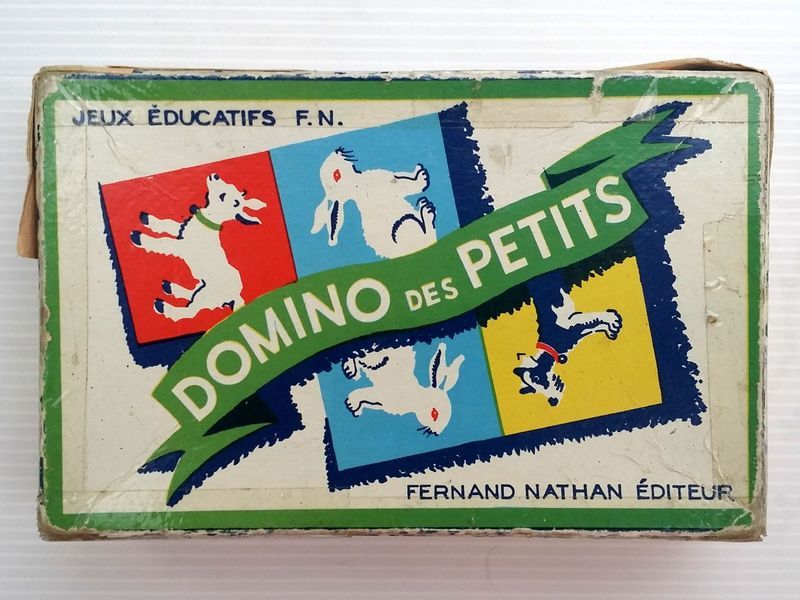 JEUX ÉDUCATIFS F.N.
DOMINO DES PETITS
FERNAND NATHAN ÉDITEUR